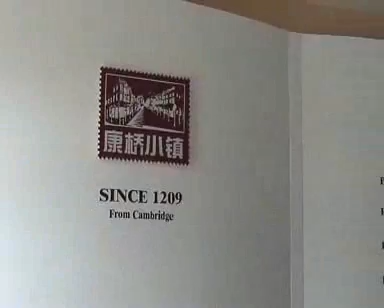 康桥小镇
SINCE 1209
From Cambridge